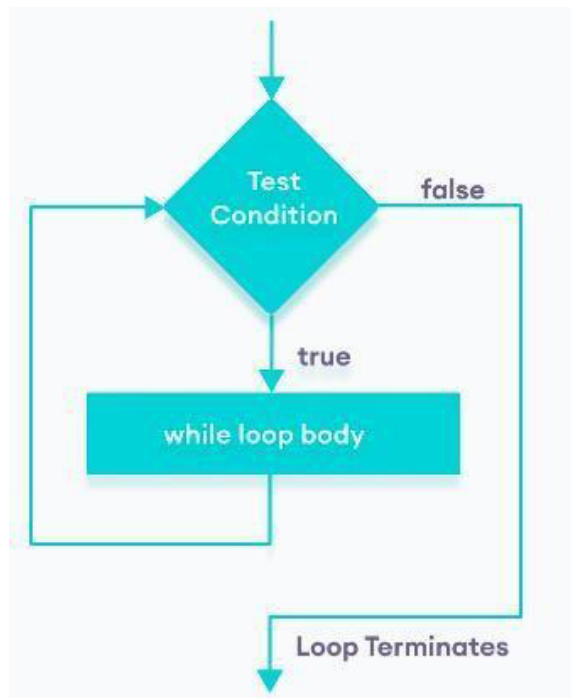 Test
Condition
false
true
while loop body
Loop Terminates